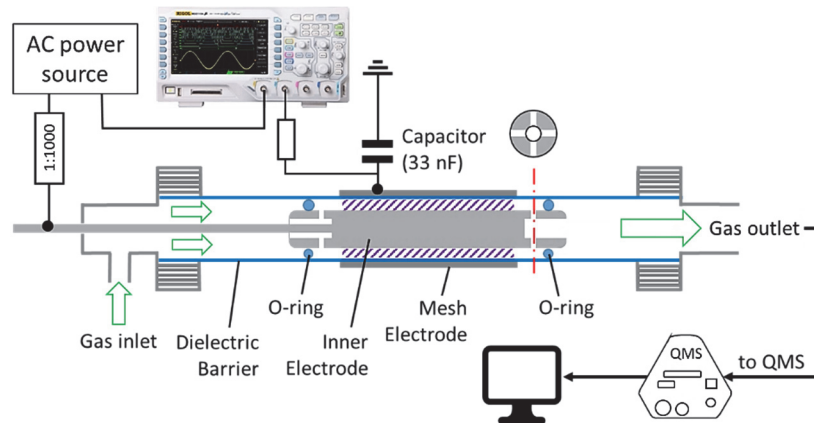 AC power
source
1:1000
Capacitor
(33 nF)
Gas outlet
Gas inlet
Dielectric
Barrier
O-ring
Inner
Electrode
Mesh
Electrode
O-ring
QMS
to QMS